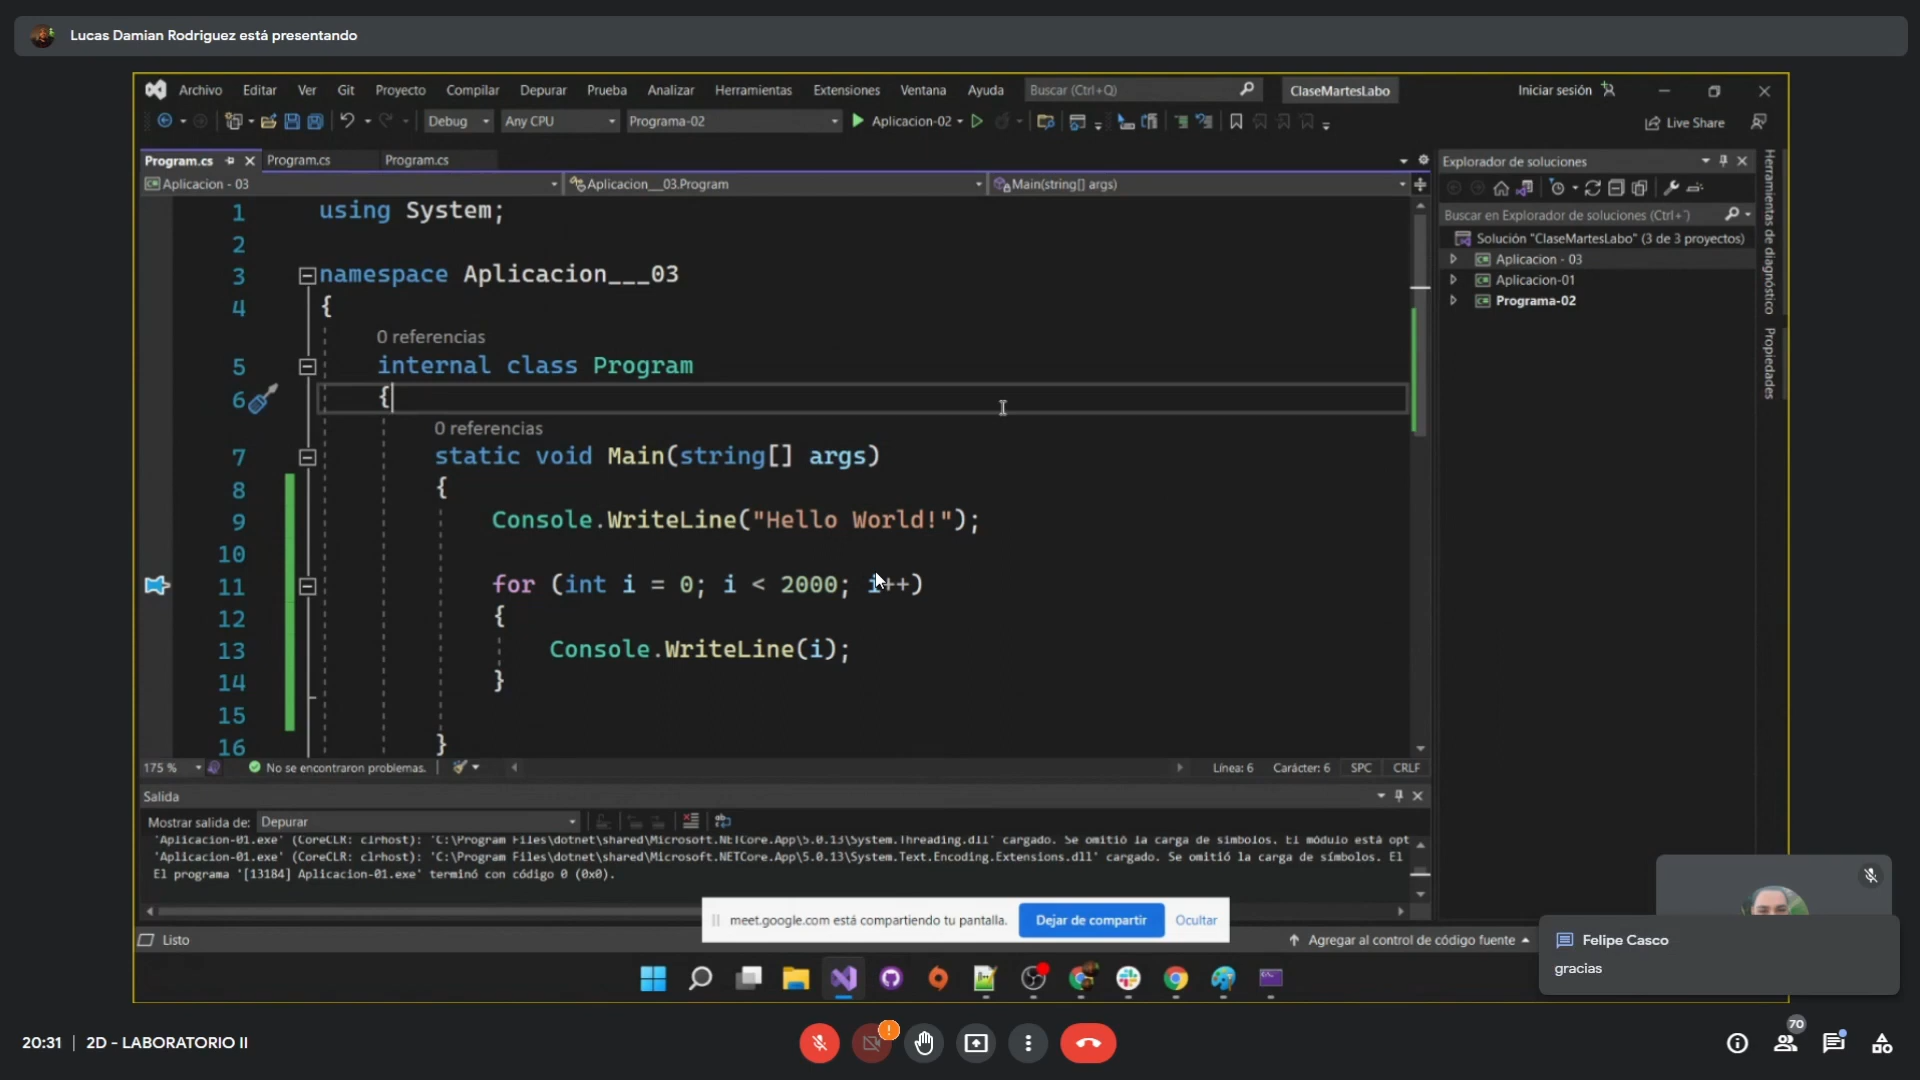 Lucas Damian Rodriguez está presentando
Archivo Editar Ver Git Proyecto Compilar Depurar Prueba Analizar Herramientas Extensiones Ventana Ayuda Buscar (Ctrl+Q) ClaseMartesLabo Iniciar sesión
Debug Any CPU Programa-02 Aplicacion-02 Live Share
Program.cs Program.cs Program.cs
Aplicacion - 03 Aplicacion___03.Program Main(string[] args)
1 using System;
2
3 namespace Aplicacion___03
4 {
0 referencias
5 internal class Program
6 {
0 referencias
7 static void Main(string[] args)
8 {
9 Console.WriteLine("Hello World!");
10
11 for (int i = 0; i < 2000; i++)
12 {
13 Console.WriteLine(i);
14 }
15
16 }
175 % No se encontraron problemas. Línea: 6 Carácter: 6 SPC CRLF
Explorador de soluciones
Buscar en Explorador de soluciones (Ctrl+¨)
Solución "ClaseMartesLabo" (3 de 3 proyectos)
Aplicacion - 03
Aplicacion-01
Programa-02
Herramientas de diagnóstico
Propiedades
Salida
Mostrar salida de: Depurar
'Aplicacion-01.exe' (CoreCLR: clrhost): 'C:\Program Files\dotnet\shared\Microsoft.NETCore.App\5.0.13\System.Threading.dll' cargado. Se omitió la carga de símbolos. El módulo está opt
'Aplicacion-01.exe' (CoreCLR: clrhost): 'C:\Program Files\dotnet\shared\Microsoft.NETCore.App\5.0.13\System.Text.Encoding.Extensions.dll' cargado. Se omitió la carga de símbolos. El
El programa '[13184] Aplicacion-01.exe' terminó con código 0 (0x0).
meet.google.com está compartiendo tu pantalla. Dejar de compartir Ocultar
Listo Agregar al control de código fuente
Felipe Casco
gracias
20:31 | 2D - LABORATORIO II
70